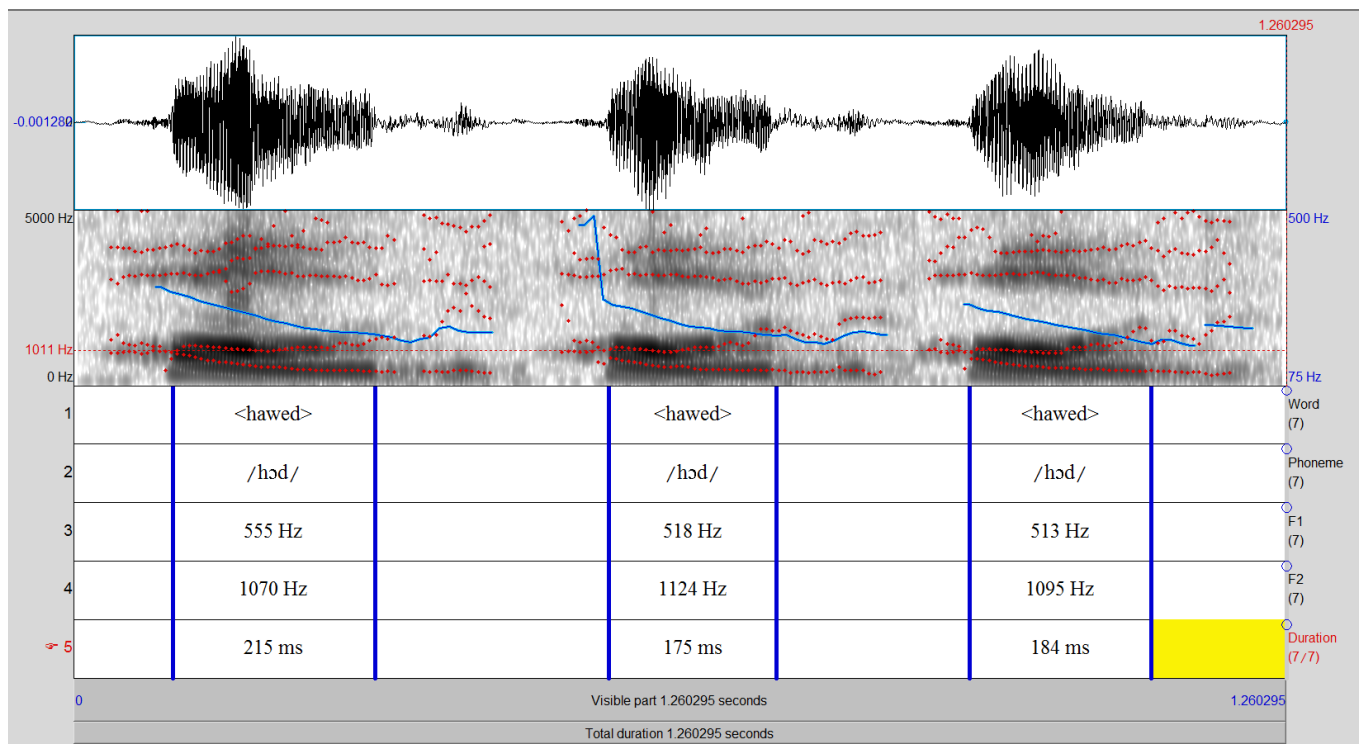 1.260295
-0.001282
5000 Hz 500 Hz
1011 Hz
0 Hz 75 Hz
1 <hawed> <hawed> <hawed> Word (7)
2 /hɔd/ /hɔd/ /hɔd/ Phoneme (7)
3 555 Hz 518 Hz 513 Hz F1 (7)
4 1070 Hz 1124 Hz 1095 Hz F2 (7)
☞ 5 215 ms 175 ms 184 ms Duration (7/7)
0 Visible part 1.260295 seconds 1.260295
Total duration 1.260295 seconds